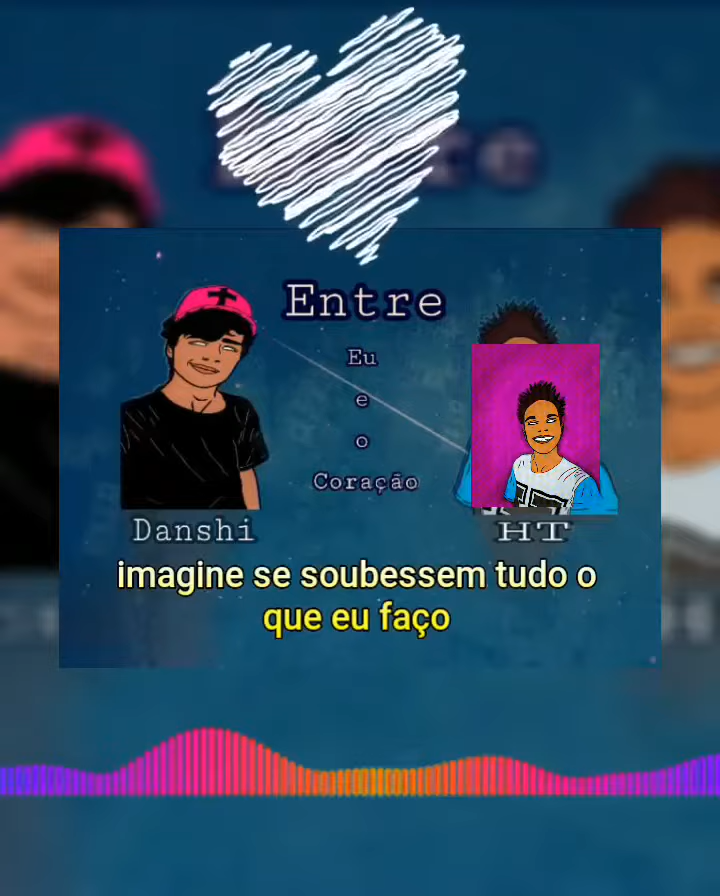 Entre
Eu
e
o
Coração
Danshi
HT
imagine se soubessem tudo o
que eu faço